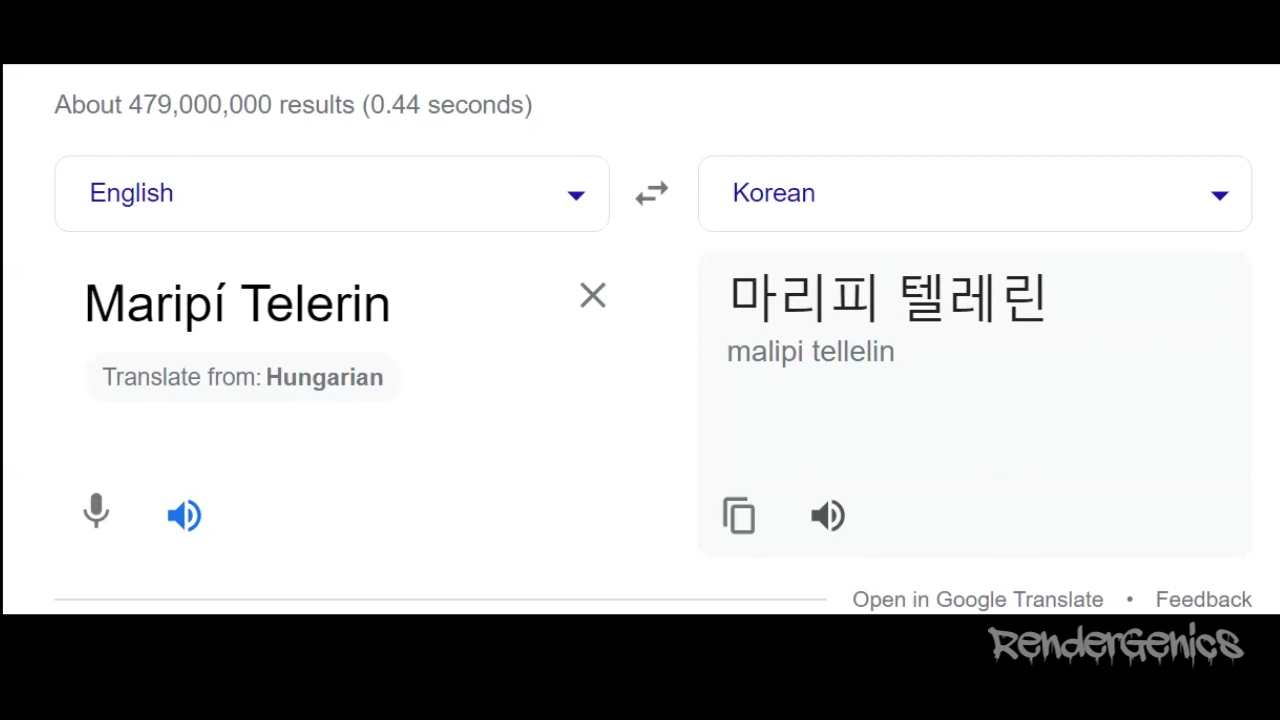 About 479,000,000 results (0.44 seconds)
English
Korean
Maripí Telerin
Translate from: Hungarian
마리피 텔레린
malipi tellelin
Open in Google Translate • Feedback
RenderGenics